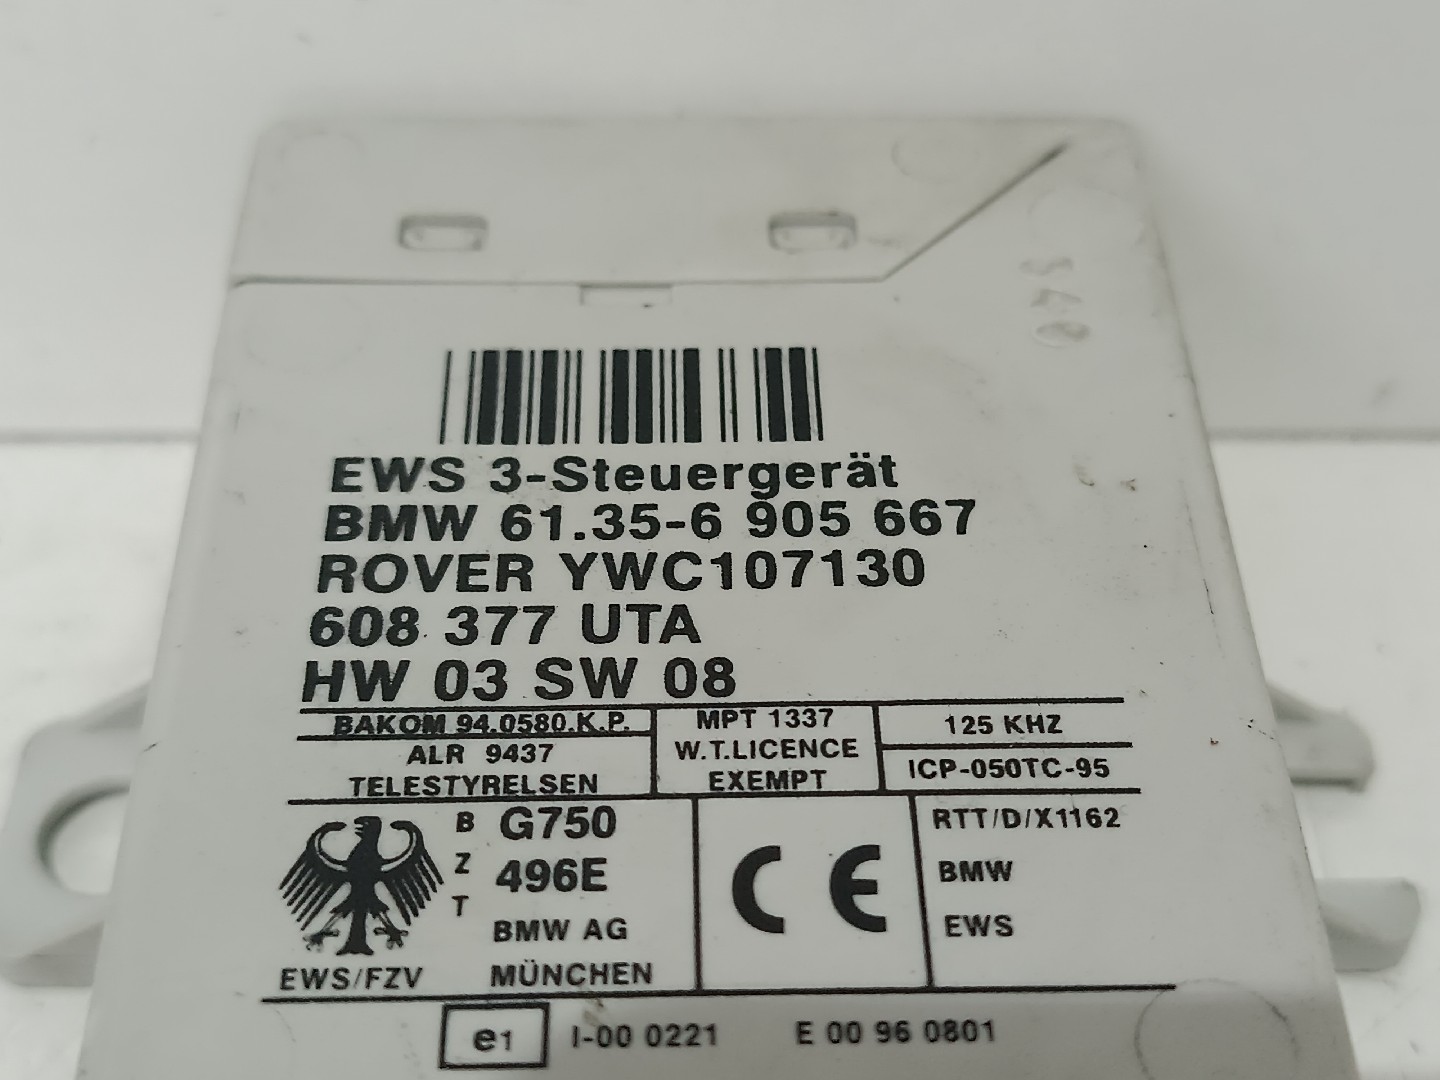 EWS 3-Steuergerät
BMW 61.35-6 905 667
ROVER YWC107130
608 377 UTA
HW 03 SW 08
BAKOM 94.0580.K.P.
ALR 9437
TELESTYRELSEN
MPT 1337
W.T.LICENCE
EXEMPT
125 KHZ
ICP-050TC-95
BZT
G750
496E
BMW AG
MÜNCHEN
EWS/FZV
CE
RTT/D/X1162
BMW
EWS
e1 I-00 0221 E 00 96 0801